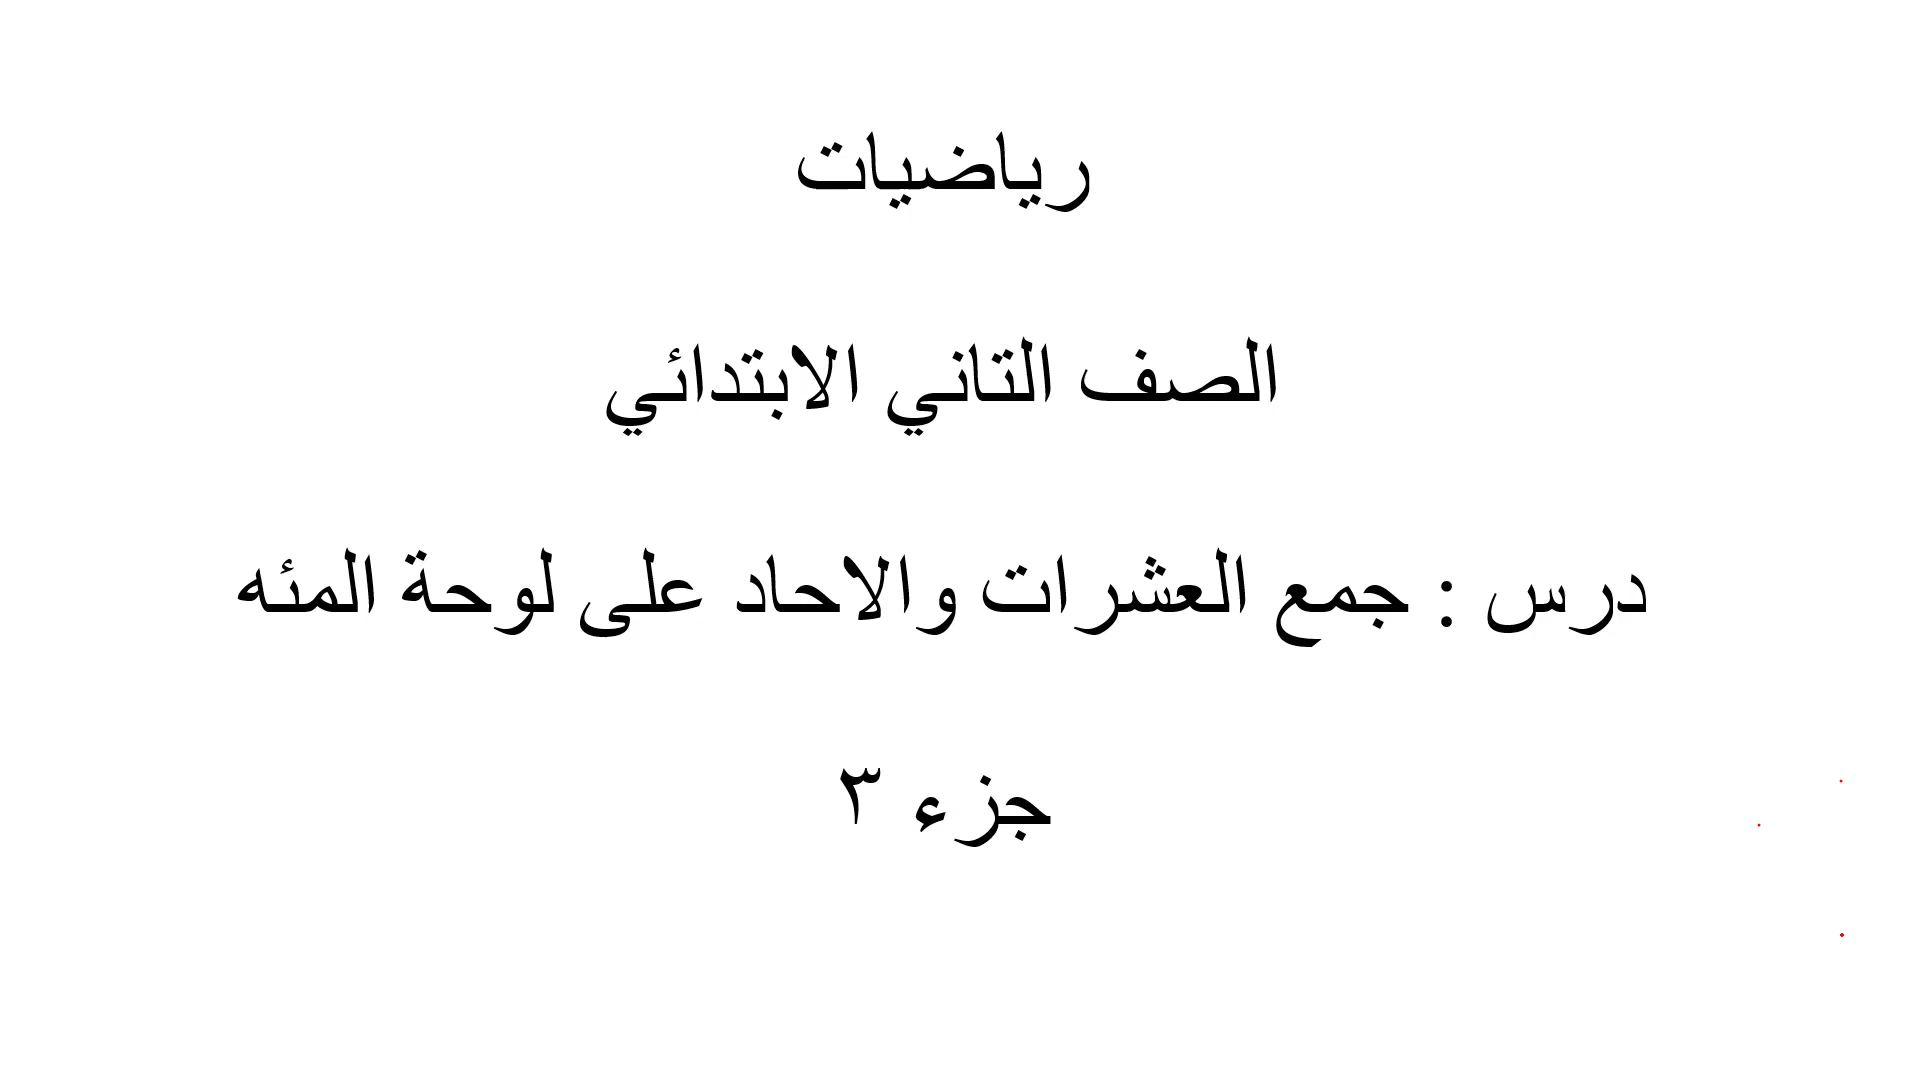 رياضيات
الصف التاني الابتدائي
درس : جمع العشرات والاحاد على لوحة المئه
جزء ٣